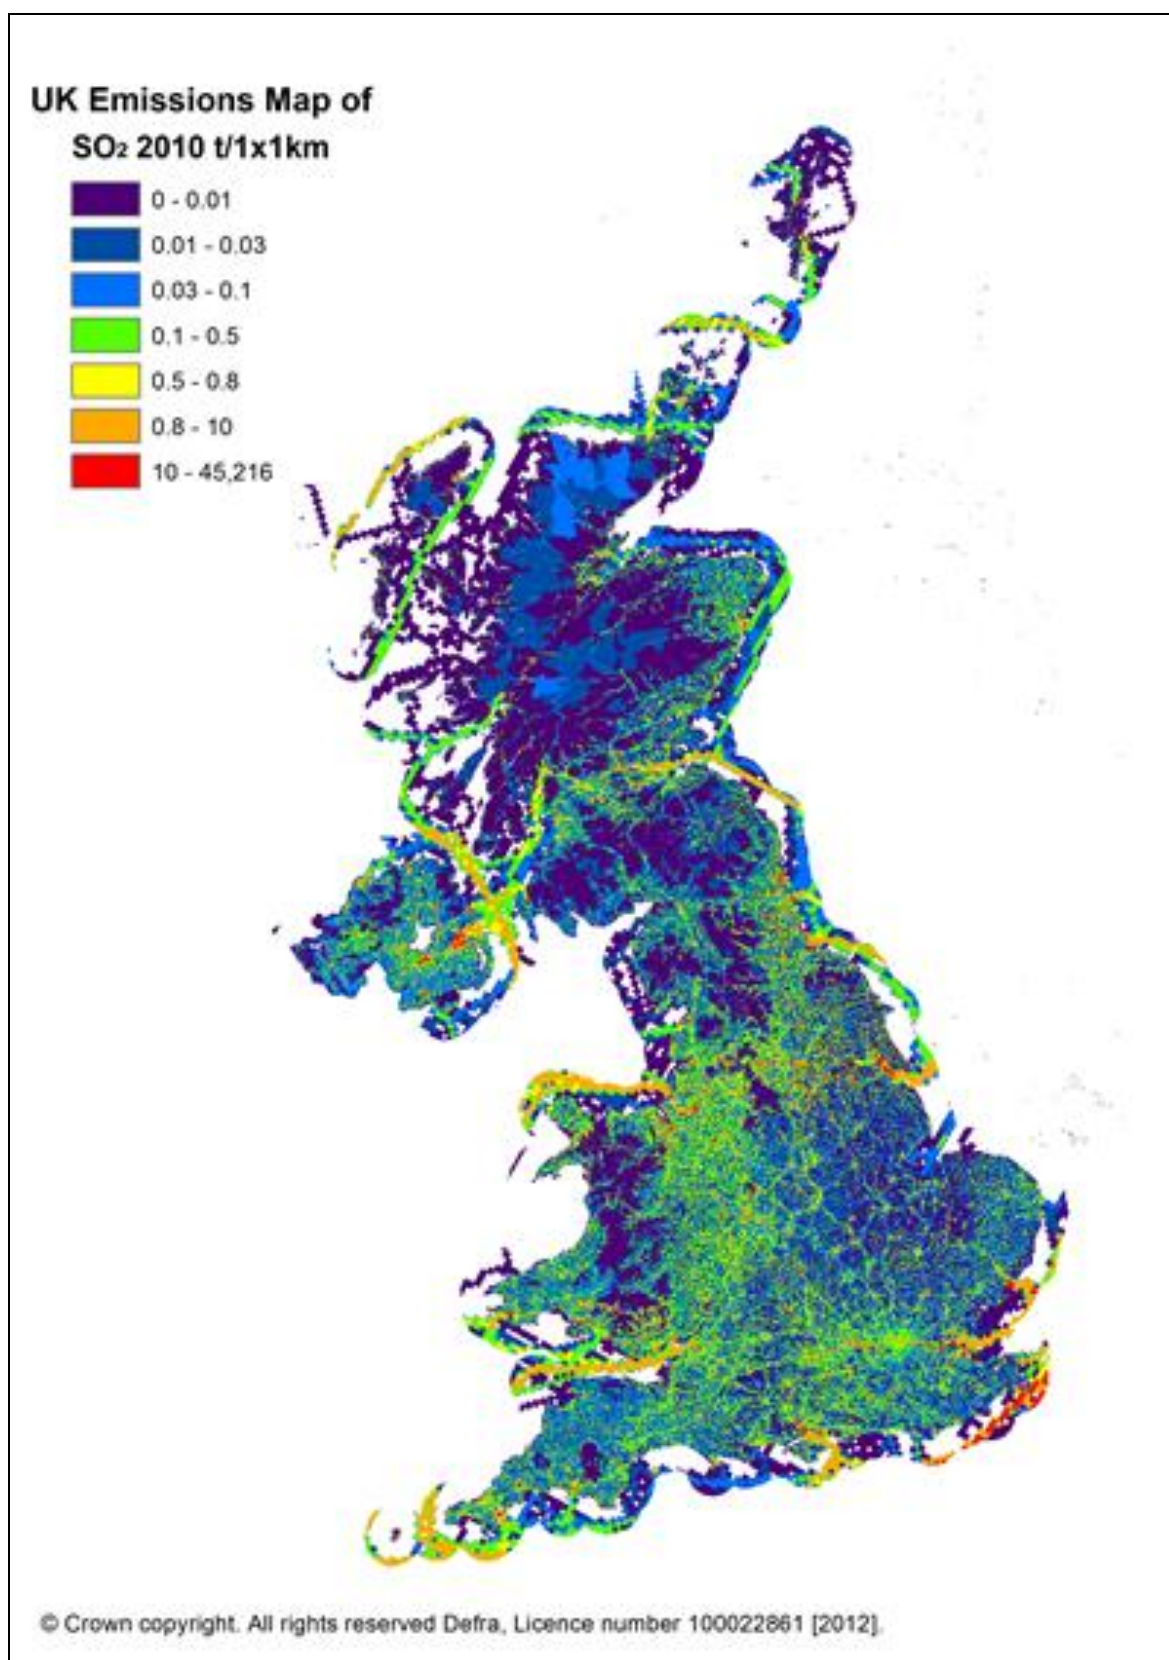 UK Emissions Map of
SO₂ 2010 t/1x1km
0 - 0.01
0.01 - 0.03
0.03 - 0.1
0.1 - 0.5
0.5 - 0.8
0.8 - 10
10 - 45,216
© Crown copyright. All rights reserved Defra, Licence number 100022861 [2012].